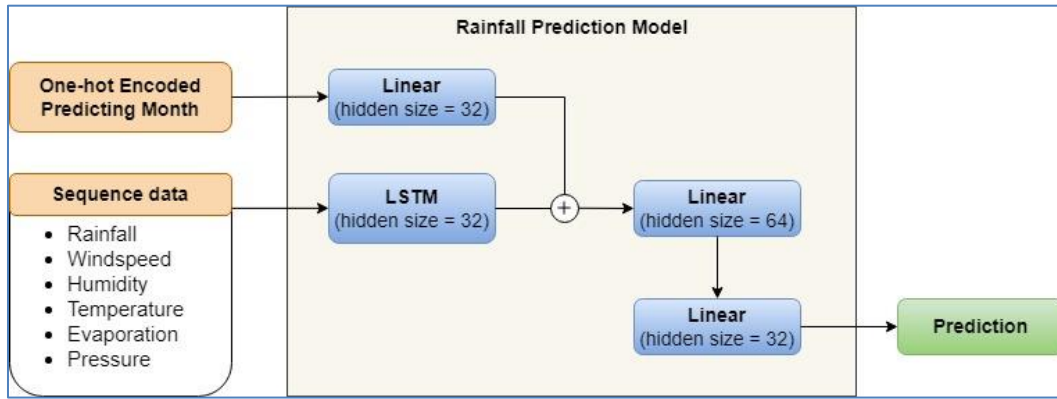 Rainfall Prediction Model
One-hot Encoded
Predicting Month
Linear
(hidden size = 32)
Sequence data
• Rainfall
• Windspeed
• Humidity
• Temperature
• Evaporation
• Pressure
LSTM
(hidden size = 32)
+
Linear
(hidden size = 64)
Linear
(hidden size = 32)
Prediction